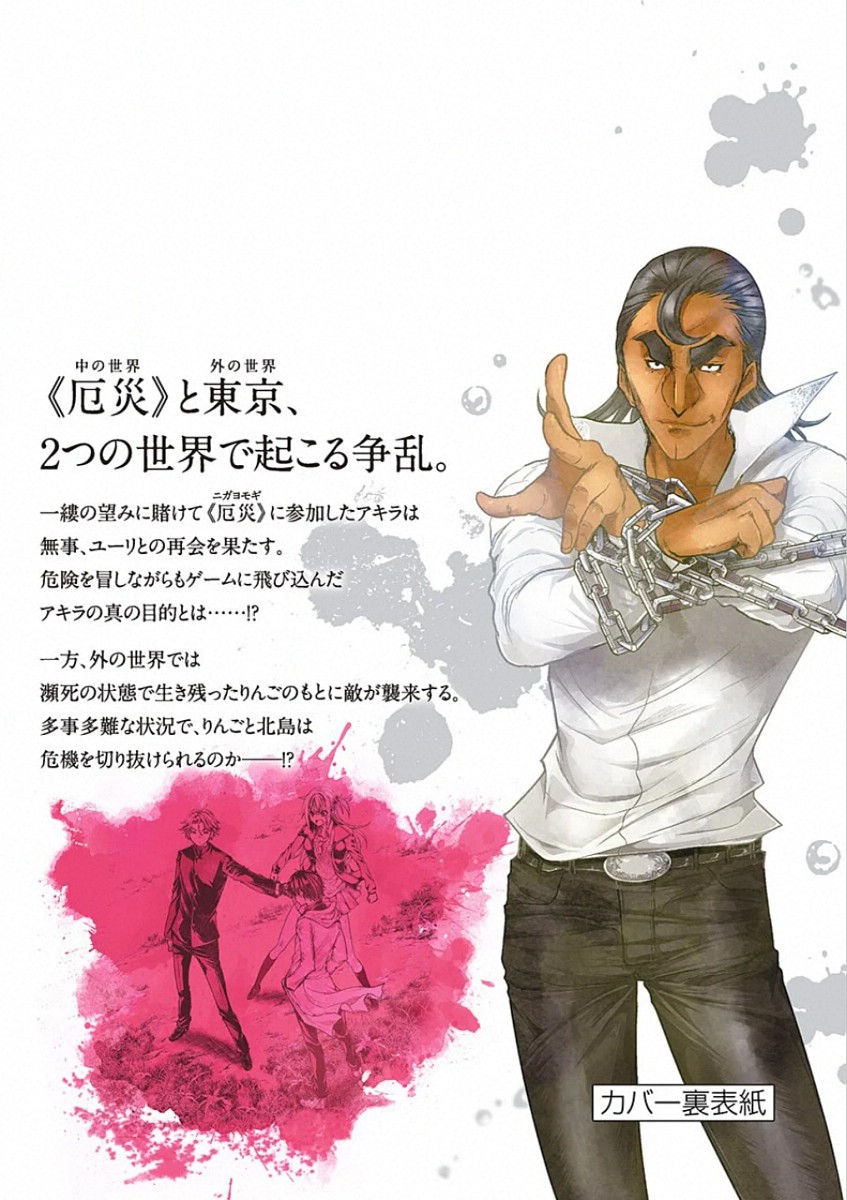 中の世界 外の世界
《厄災》と東京、
2つの世界で起こる争乱。
ニガヨモギ
一縷の望みに賭けて《厄災》に参加したアキラは
無事、ユーリとの再会を果たす。
危険を冒しながらもゲームに飛び込んだ
アキラの真の目的とは……!?
一方、外の世界では
瀕死の状態で生き残ったりんごのもとに敵が襲来する。
多事多難な状況で、りんごと北島は
危機を切り抜けられるのか――!?
カバー裏表紙